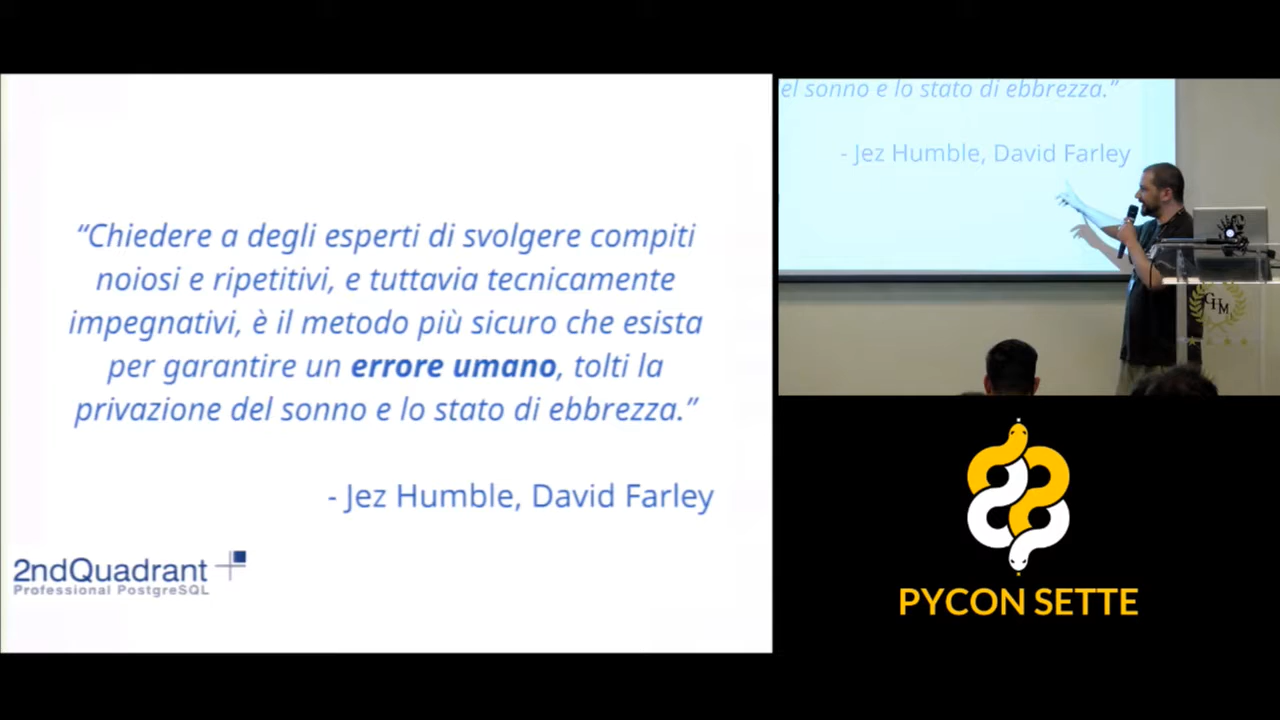 “Chiedere a degli esperti di svolgere compiti
noiosi e ripetitivi, e tuttavia tecnicamente
impegnativi, è il metodo più sicuro che esista
per garantire un errore umano, tolti la
privazione del sonno e lo stato di ebbrezza.”
- Jez Humble, David Farley
2ndQuadrant
Professional PostgreSQL
el sonno e lo stato di ebbrezza.”
- Jez Humble, David Farley
GHM
PYCON SETTE